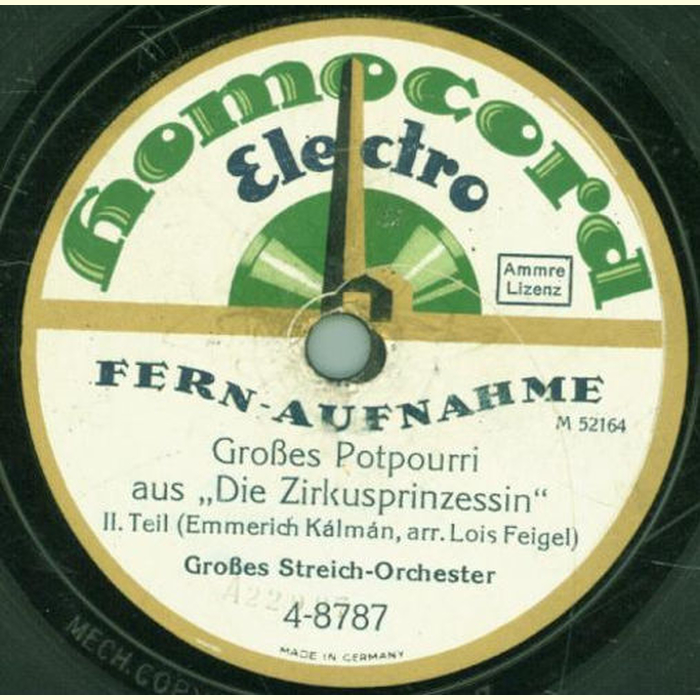 homocord
Electro
Ammre
Lizenz
FERN-AUFNAHME
M 52164
Großes Potpourri
aus „Die Zirkusprinzessin“
II. Teil (Emmerich Kálmán, arr. Lois Feigel)
Großes Streich-Orchester
4-8787
MADE IN GERMANY
MECH. COPY